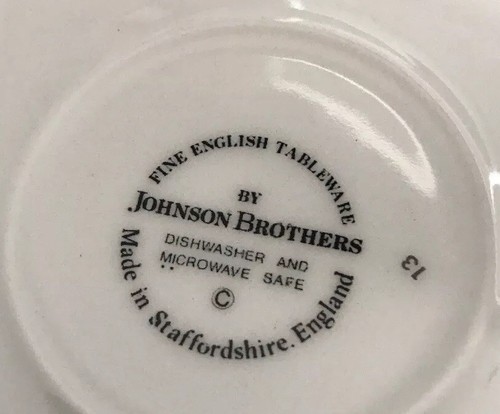 FINE ENGLISH TABLEWARE
BY
JOHNSON BROTHERS
DISHWASHER AND
MICROWAVE SAFE
©
Made in Staffordshire. England
13